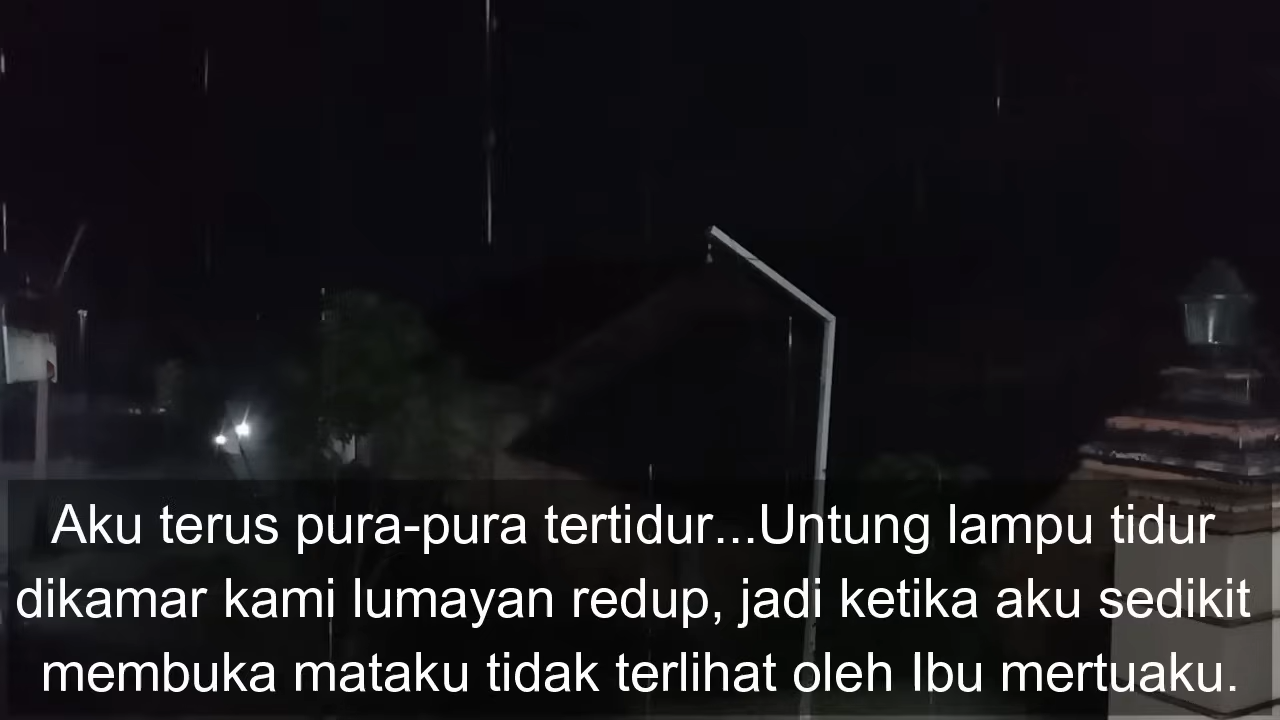 Aku terus pura-pura tertidur...Untung lampu tidur
dikamar kami lumayan redup, jadi ketika aku sedikit
membuka mataku tidak terlihat oleh Ibu mertuaku.